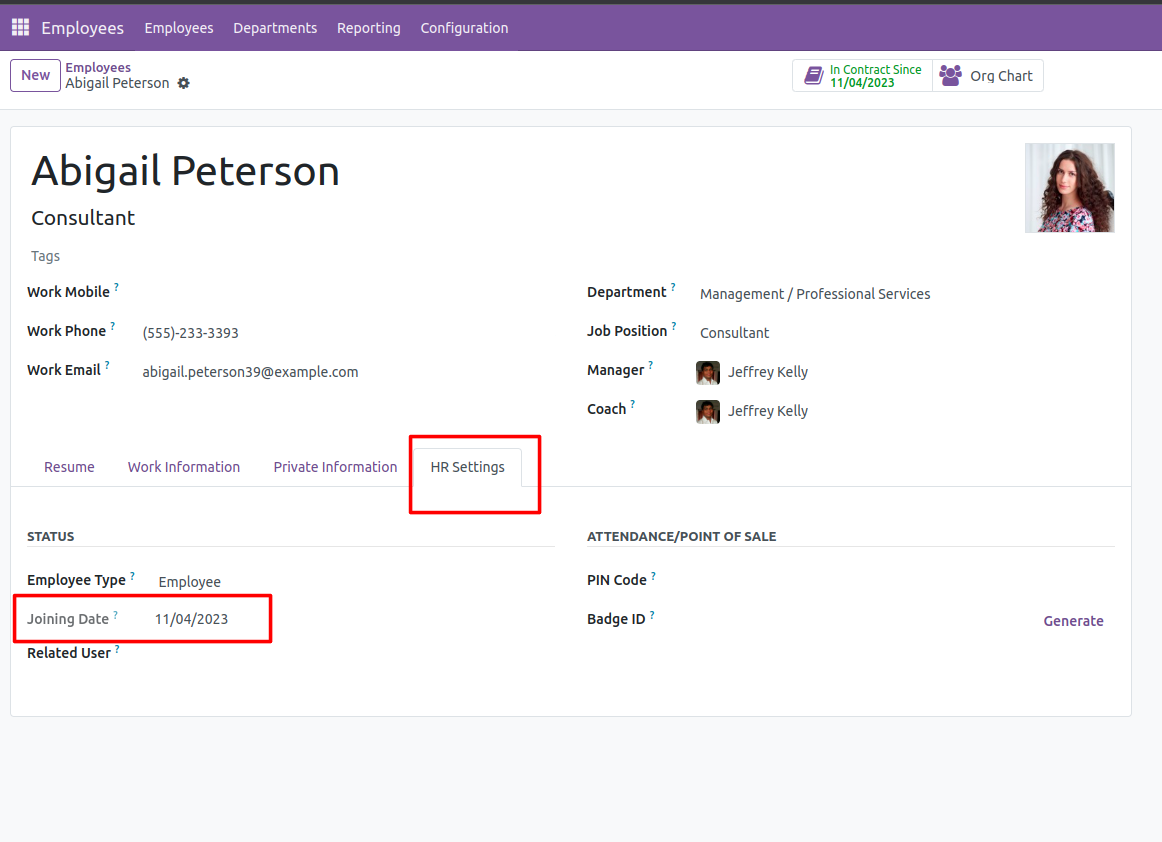 Employees Employees Departments Reporting Configuration
New Employees
Abigail Peterson
In Contract Since
11/04/2023
Org Chart
Abigail Peterson
Consultant
Tags
Work Mobile ?
Department ? Management / Professional Services
Work Phone ? (555)-233-3393
Job Position ? Consultant
Work Email ? abigail.peterson39@example.com
Manager ? Jeffrey Kelly
Coach ? Jeffrey Kelly
Resume Work Information Private Information HR Settings
STATUS
ATTENDANCE/POINT OF SALE
Employee Type ? Employee
PIN Code ?
Joining Date ? 11/04/2023
Badge ID ? Generate
Related User ?